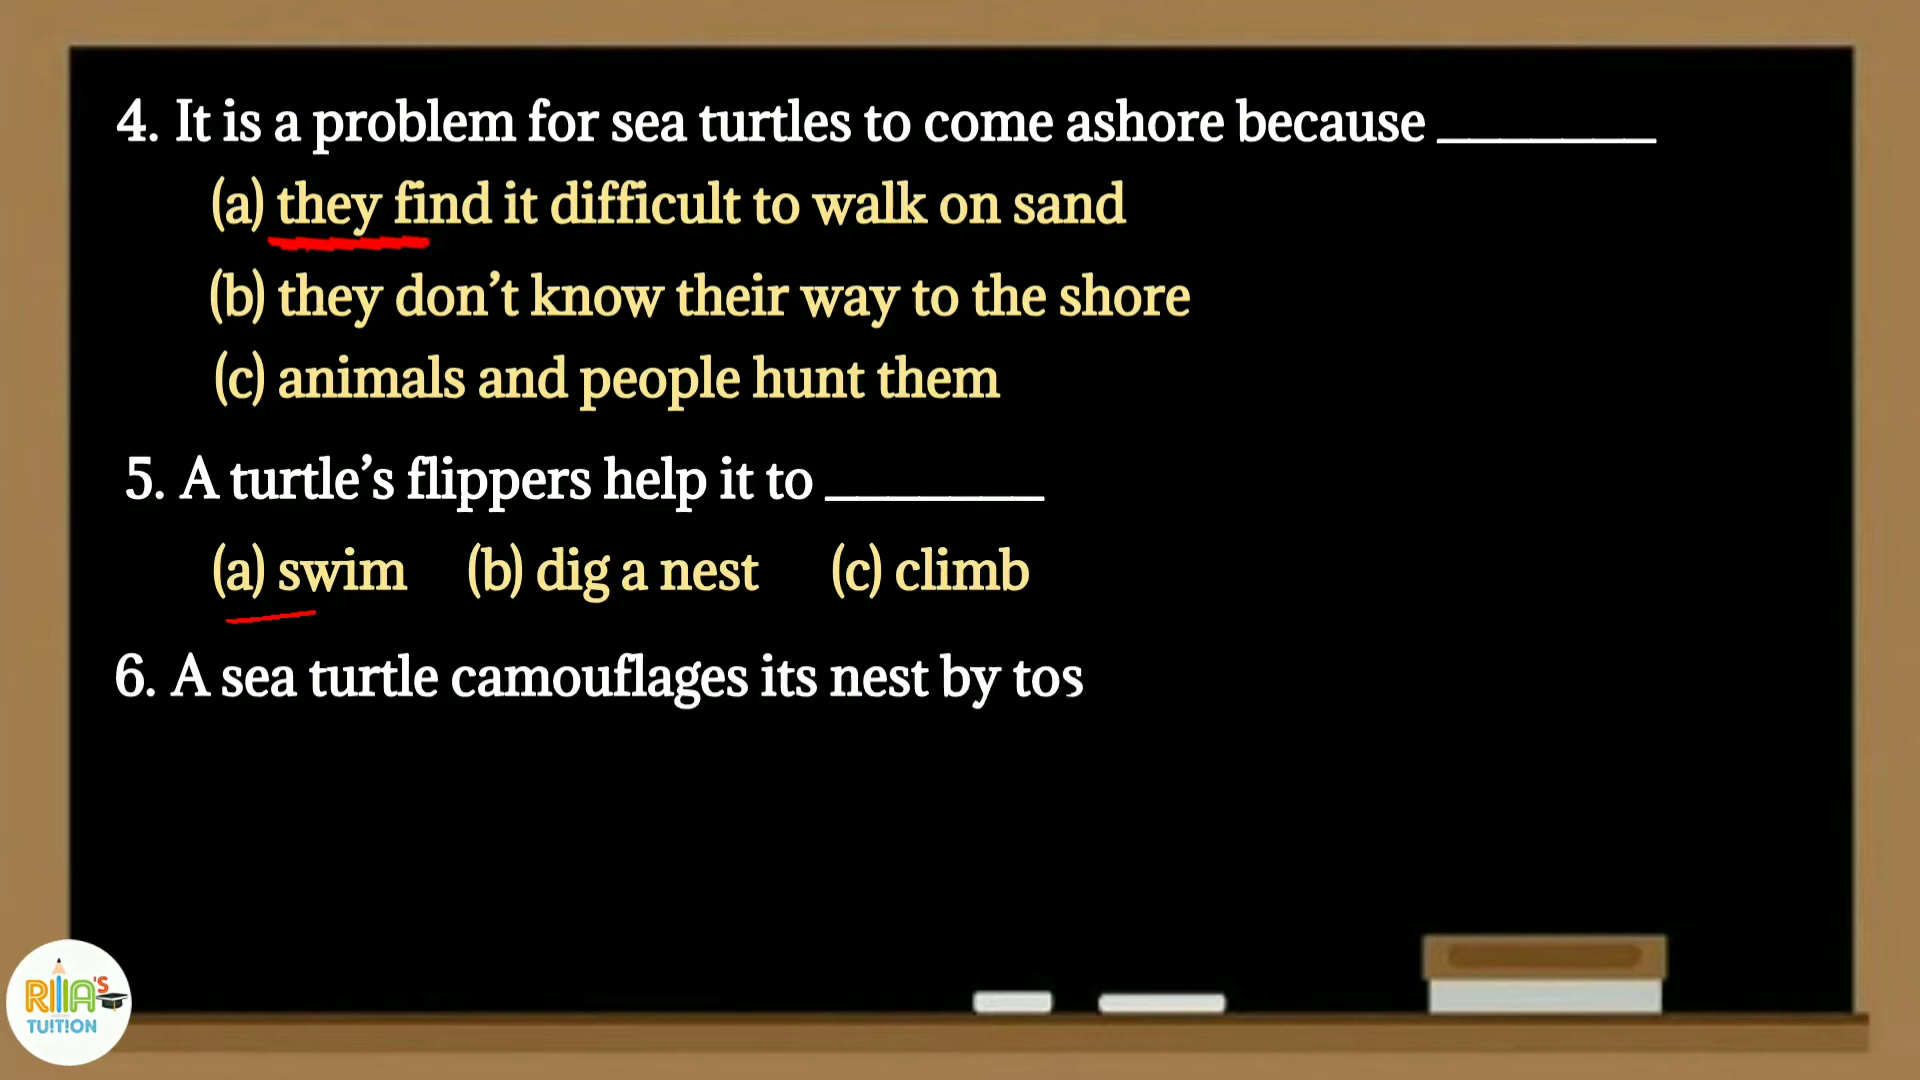 4. It is a problem for sea turtles to come ashore because ________
(a) they find it difficult to walk on sand
(b) they don’t know their way to the shore
(c) animals and people hunt them
5. A turtle’s flippers help it to ________
(a) swim (b) dig a nest (c) climb
6. A sea turtle camouflages its nest by tos
RIIA'S
TUITION